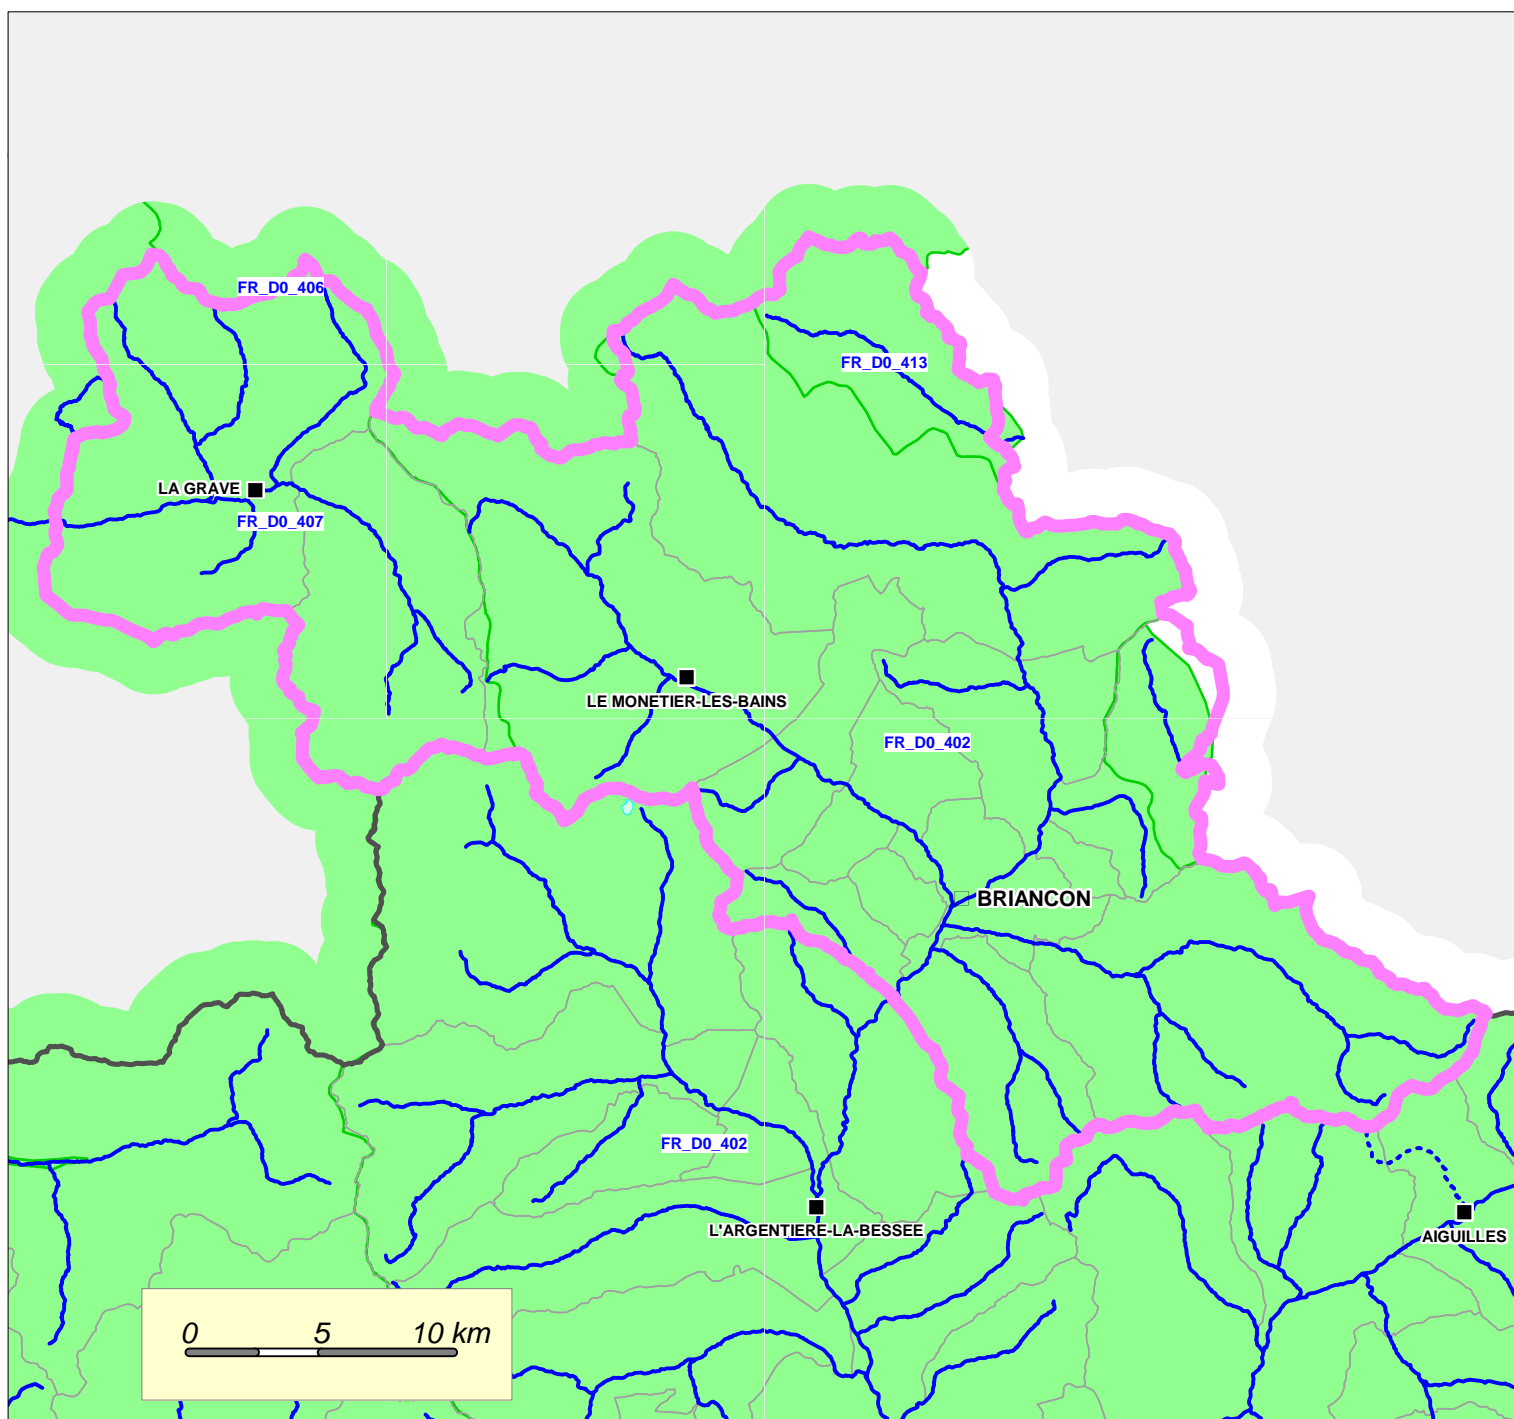 FR_D0_406
FR_D0_413
LA GRAVE
FR_D0_407
LE MONETIER-LES-BAINS
FR_D0_402
BRIANCON
FR_D0_402
L'ARGENTIERE-LA-BESSEE
AIGUILLES
0 5 10 km